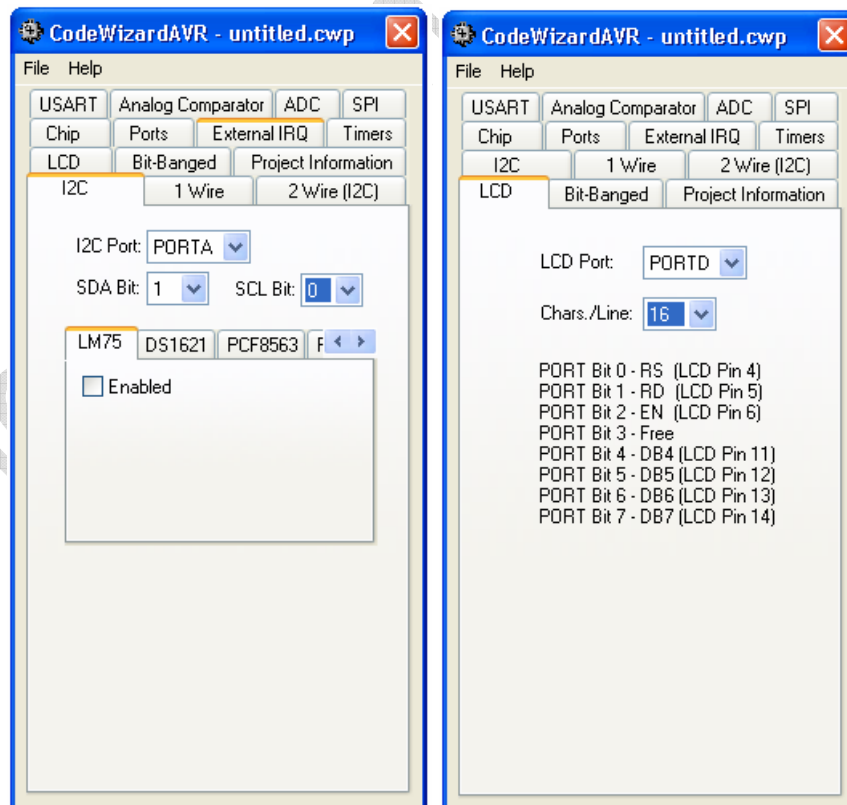 CodeWizardAVR - untitled.cwp
File Help
USART Analog Comparator ADC SPI
Chip Ports External IRQ Timers
LCD Bit-Banged Project Information
I2C 1 Wire 2 Wire (I2C)
I2C Port: PORTA
SDA Bit: 1 SCL Bit: 0
LM75 DS1621 PCF8563
Enabled
CodeWizardAVR - untitled.cwp
File Help
USART Analog Comparator ADC SPI
Chip Ports External IRQ Timers
I2C 1 Wire 2 Wire (I2C)
LCD Bit-Banged Project Information
LCD Port: PORTD
Chars./Line: 16
PORT Bit 0 - RS (LCD Pin 4)
PORT Bit 1 - RD (LCD Pin 5)
PORT Bit 2 - EN (LCD Pin 6)
PORT Bit 3 - Free
PORT Bit 4 - DB4 (LCD Pin 11)
PORT Bit 5 - DB5 (LCD Pin 12)
PORT Bit 6 - DB6 (LCD Pin 13)
PORT Bit 7 - DB7 (LCD Pin 14)